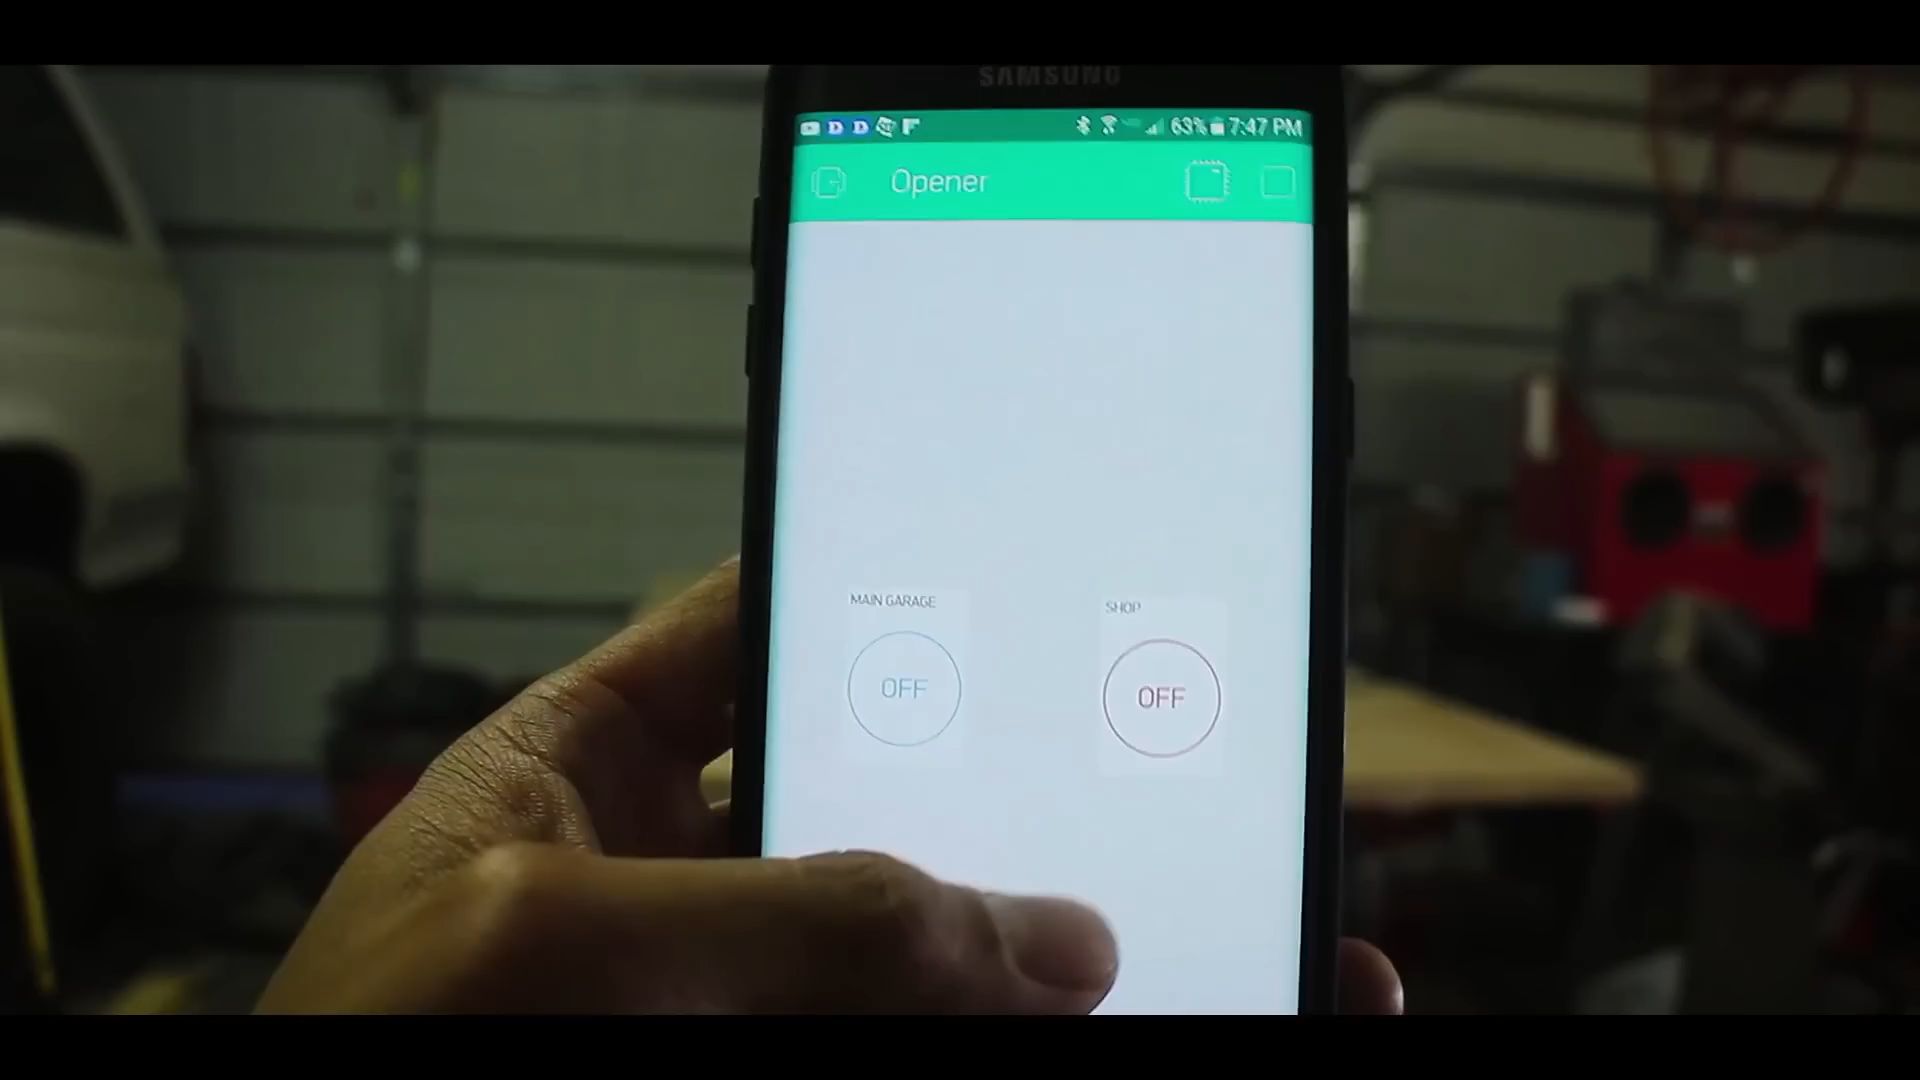 SAMSUNG
63% 7:47 PM
Opener
MAIN GARAGE
SHOP
OFF
OFF